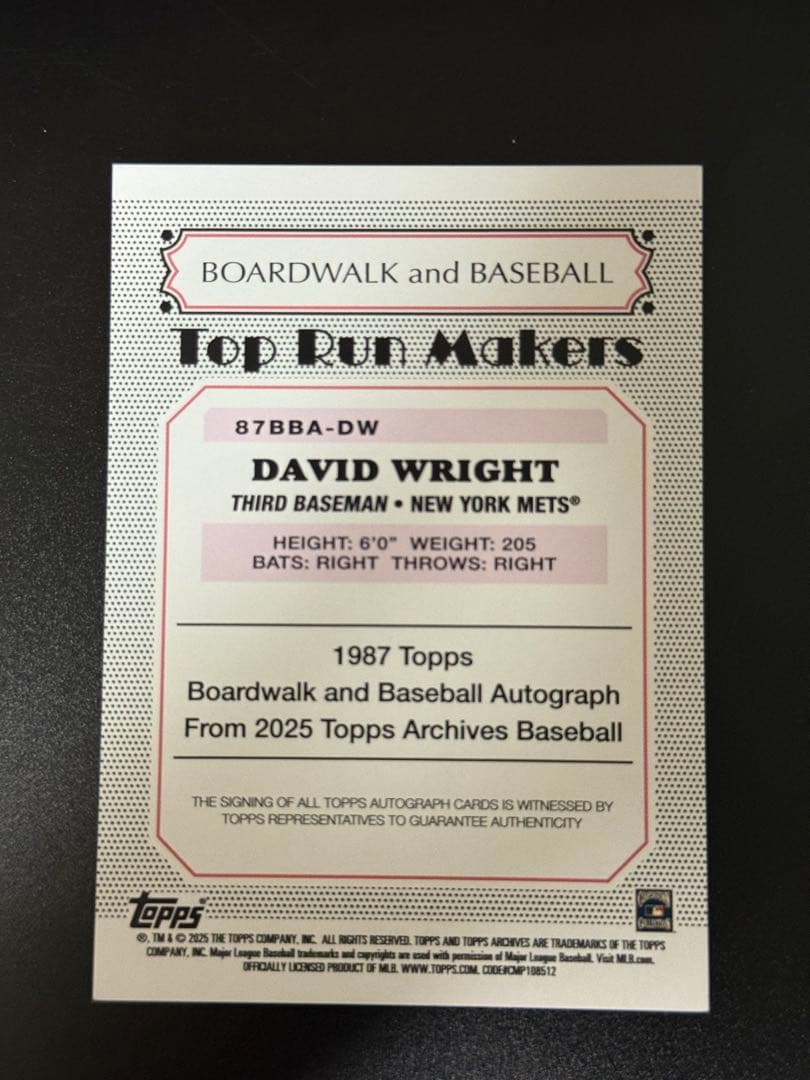 BOARDWALK and BASEBALL
Top Run Makers
87BBA-DW
DAVID WRIGHT
THIRD BASEMAN • NEW YORK METS®
HEIGHT: 6'0" WEIGHT: 205
BATS: RIGHT THROWS: RIGHT
1987 Topps
Boardwalk and Baseball Autograph
From 2025 Topps Archives Baseball
THE SIGNING OF ALL TOPPS AUTOGRAPH CARDS IS WITNESSED BY
TOPPS REPRESENTATIVES TO GUARANTEE AUTHENTICITY
Topps®
®, TM & © 2025 THE TOPPS COMPANY, INC. ALL RIGHTS RESERVED. TOPPS AND TOPPS ARCHIVES ARE TRADEMARKS OF THE TOPPS
COMPANY, INC. Major League Baseball trademarks and copyrights are used with permission of Major League Baseball. Visit MLB.com.
OFFICIALLY LICENSED PRODUCT OF MLB. WWW.TOPPS.COM. CODE#CMP108512